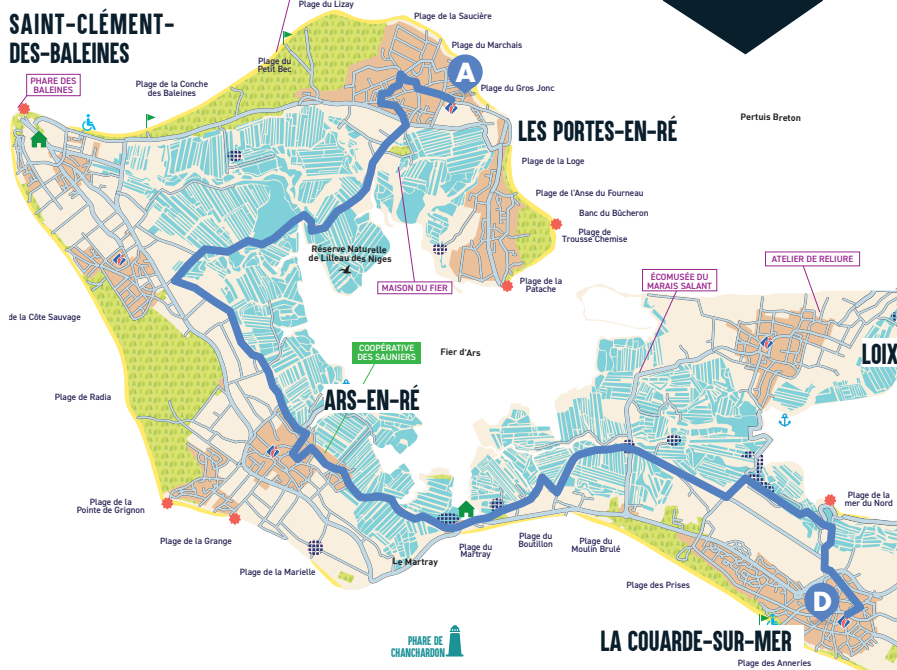 Plage du Lizay
SAINT-CLÉMENT-
DES-BALEINES
Plage de la Saucière
Plage du Marchais
Plage du
Petit Bec
A
PHARE DES
BALEINES
Plage de la Conche
des Baleines
Plage du Gros Jonc
Pertuis Breton
LES PORTES-EN-RÉ
Plage de la Loge
Plage de l'Anse du Fourneau
Banc du Bûcheron
Plage de
Trousse Chemise
Réserve Naturelle
de Lilleau des Niges
MAISON DU FIER
Plage de la
Patache
ÉCOMUSÉE DU
MARAIS SALANT
ATELIER DE RELIURE
de la Côte Sauvage
COOPÉRATIVE
DES SAUNIERS
Fier d'Ars
LOIX
Plage de Radia
ARS-EN-RÉ
Plage de la
Pointe de Grignon
Plage de la
mer du Nord
Plage de la Grange
Plage du
Martray
Plage du
Boutillon
Plage du
Moulin Brulé
Le Martray
Plage de la Marielle
Plage des Prises
D
PHARE DE
CHANCHARDON
LA COUARDE-SUR-MER
Plage des Anneries